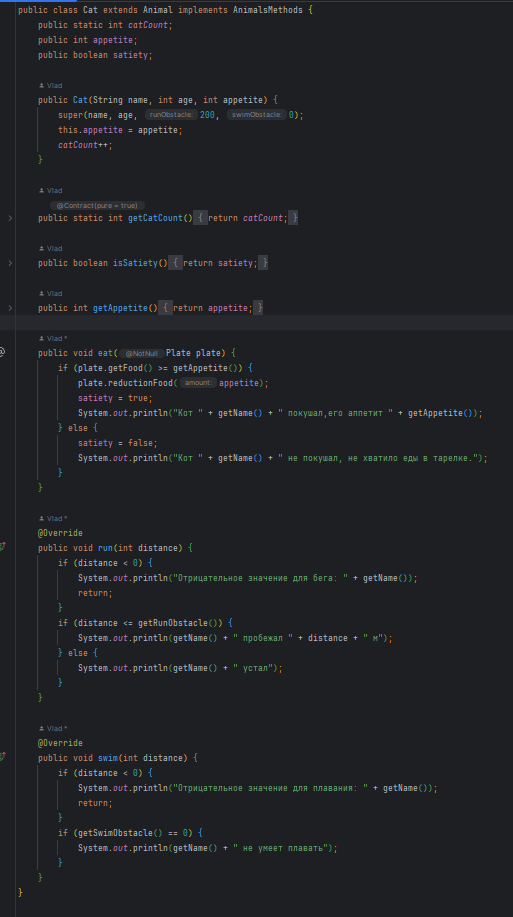 public class Cat extends Animal implements AnimalsMethods {
    public static int catCount;
    public int appetite;
    public boolean satiety;
    Vlad
    public Cat(String name, int age, int appetite) {
        super(name, age, runObstacle: 200, swimObstacle: 0);
        this.appetite = appetite;
        catCount++;
    }
    Vlad
    @Contract(pure = true)
    public static int getCatCount() { return catCount; }
    Vlad
    public boolean isSatiety() { return satiety; }
    Vlad
    public int getAppetite() { return appetite; }
    Vlad *
    public void eat( @NotNull Plate plate) {
        if (plate.getFood() >= getAppetite()) {
            plate.reductionFood( amount: appetite);
            satiety = true;
            System.out.println("Кот " + getName() + " покушал,его аппетит " + getAppetite());
        } else {
            satiety = false;
            System.out.println("Кот " + getName() + " не покушал, не хватило еды в тарелке.");
        }
    }
    Vlad *
    @Override
    public void run(int distance) {
        if (distance < 0) {
            System.out.println("Отрицательное значение для бега: " + getName());
            return;
        }
        if (distance <= getRunObstacle()) {
            System.out.println(getName() + " пробежал " + distance + " м");
        } else {
            System.out.println(getName() + " устал");
        }
    }
    Vlad *
    @Override
    public void swim(int distance) {
        if (distance < 0) {
            System.out.println("Отрицательное значение для плавания: " + getName());
            return;
        }
        if (getSwimObstacle() == 0) {
            System.out.println(getName() + " не умеет плавать");
        }
    }
}